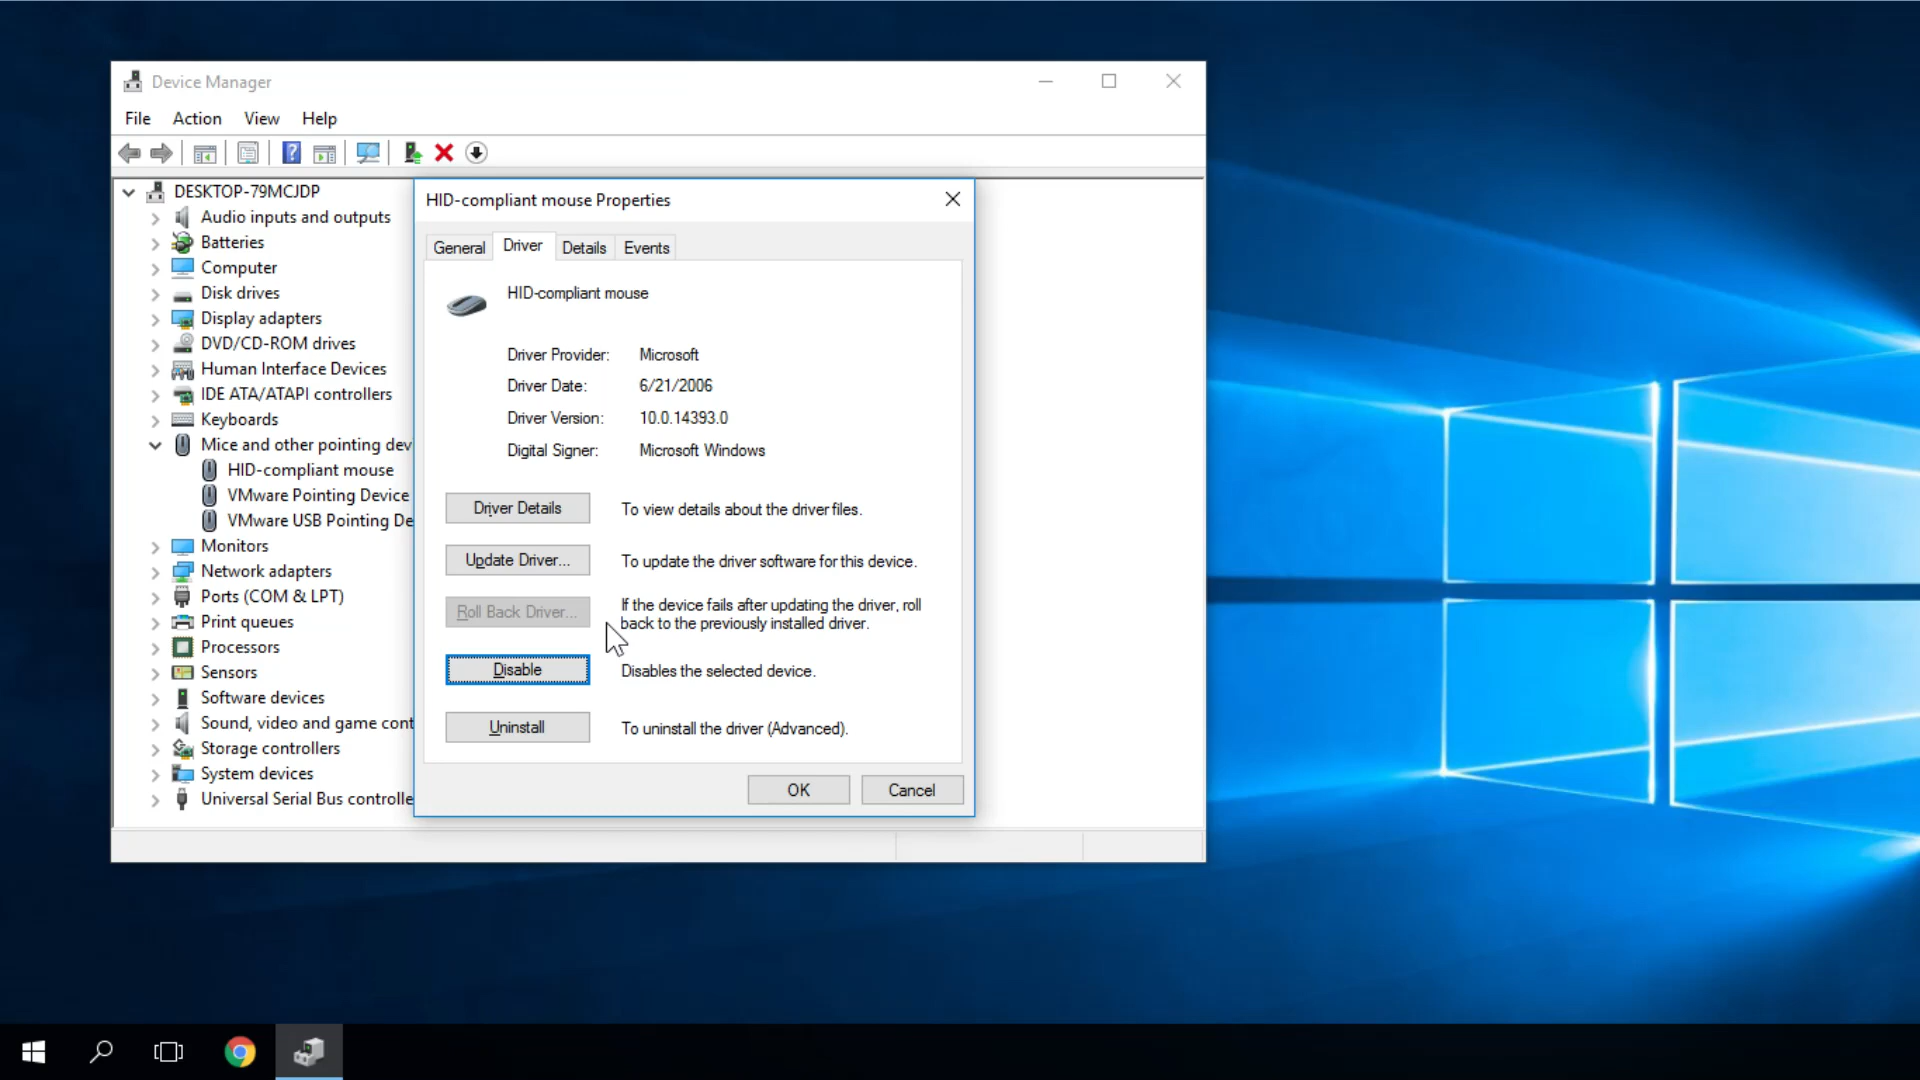 Device Manager
File Action View Help
DESKTOP-79MCJDP
Audio inputs and outputs
Batteries
Computer
Disk drives
Display adapters
DVD/CD-ROM drives
Human Interface Devices
IDE ATA/ATAPI controllers
Keyboards
Mice and other pointing dev
HID-compliant mouse
VMware Pointing Device
VMware USB Pointing De
Monitors
Network adapters
Ports (COM & LPT)
Print queues
Processors
Sensors
Software devices
Sound, video and game cont
Storage controllers
System devices
Universal Serial Bus controlle
HID-compliant mouse Properties
General Driver Details Events
HID-compliant mouse
Driver Provider: Microsoft
Driver Date: 6/21/2006
Driver Version: 10.0.14393.0
Digital Signer: Microsoft Windows
Driver Details To view details about the driver files.
Update Driver... To update the driver software for this device.
Roll Back Driver... If the device fails after updating the driver, roll
back to the previously installed driver.
Disable Disables the selected device.
Uninstall To uninstall the driver (Advanced).
OK Cancel